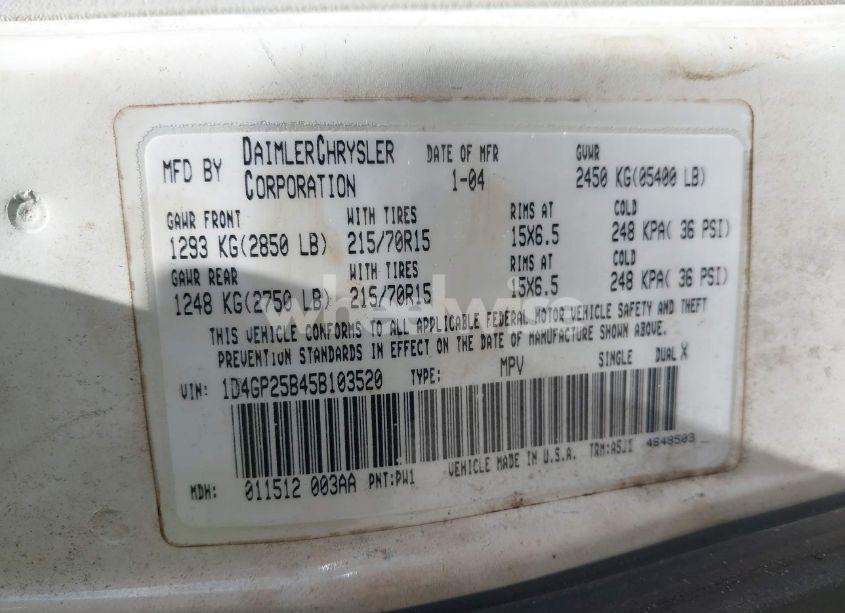 MFD BY DAIMLERCHRYSLER CORPORATION DATE OF MFR 1-04 GVWR 2450 KG(05400 LB)
GAWR FRONT WITH TIRES RIMS AT COLD
1293 KG(2850 LB) 215/70R15 15X6.5 248 KPA( 36 PSI)
GAWR REAR WITH TIRES RIMS AT COLD
1248 KG(2750 LB) 215/70R15 15X6.5 248 KPA( 36 PSI)
wheelwise
THIS VEHICLE CONFORMS TO ALL APPLICABLE FEDERAL MOTOR VEHICLE SAFETY AND THEFT
PREVENTION STANDARDS IN EFFECT ON THE DATE OF MANUFACTURE SHOWN ABOVE.
VIN: 1D4GP25B45B103520 TYPE: MPV SINGLE DUAL X
VEHICLE MADE IN U.S.A. TRM:A5JI 4648503
MDH: 011512 003AA PNT:PW1